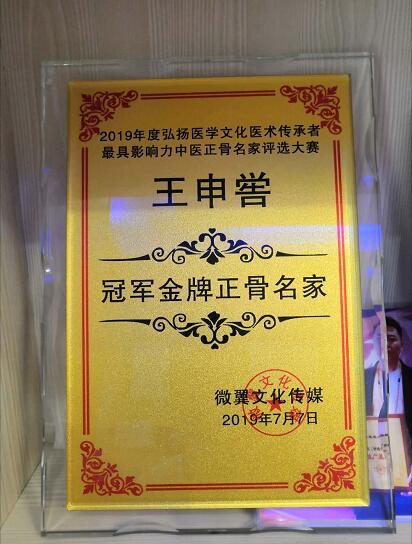 2019年度弘扬医学文化医术传承者
最具影响力中医正骨名家评选大赛
王申喾
冠军金牌正骨名家
微翼文化传媒
2019年7月7日